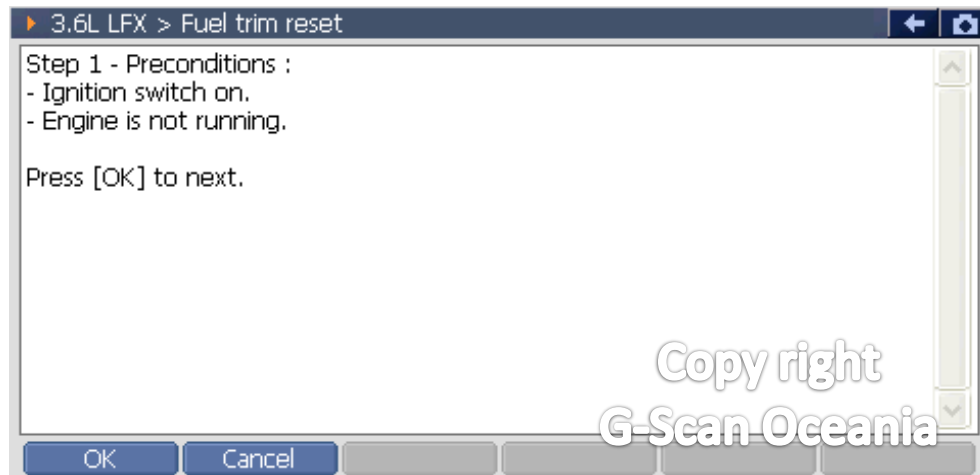 3.6L LFX > Fuel trim reset
Step 1 - Preconditions :
- Ignition switch on.
- Engine is not running.
Press [OK] to next.
Copy right
G-Scan Oceania
OK
Cancel